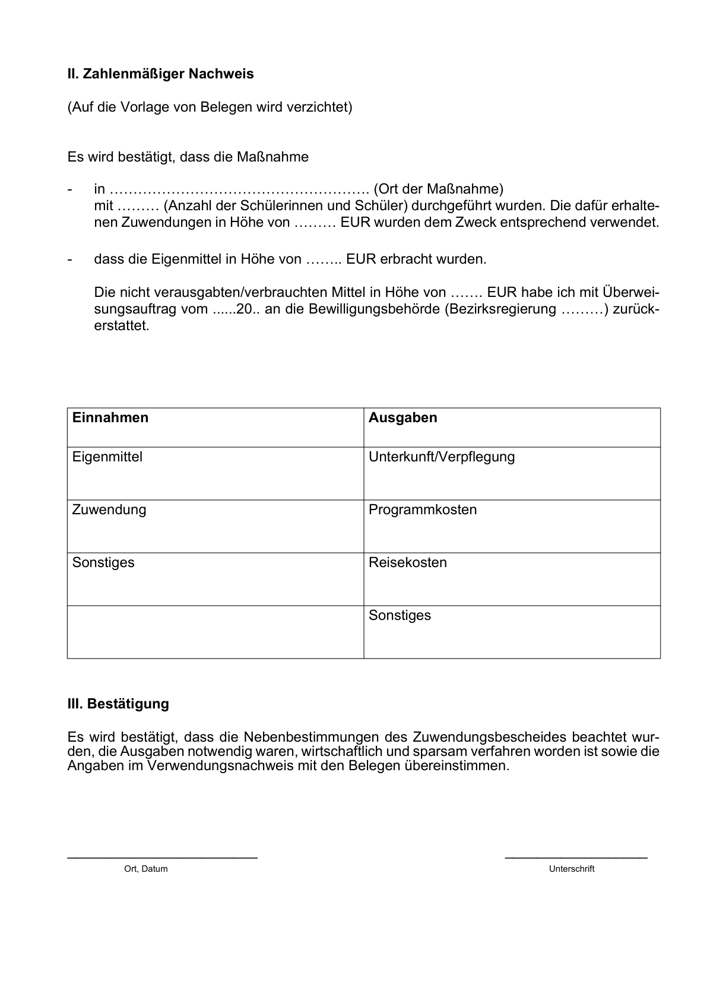 II. Zahlenmäßiger Nachweis
(Auf die Vorlage von Belegen wird verzichtet)
Es wird bestätigt, dass die Maßnahme
- in ………………………………………………. (Ort der Maßnahme)
mit ……… (Anzahl der Schülerinnen und Schüler) durchgeführt wurden. Die dafür erhalte-
nen Zuwendungen in Höhe von ……… EUR wurden dem Zweck entsprechend verwendet.
- dass die Eigenmittel in Höhe von …….. EUR erbracht wurden.
Die nicht verausgabten/verbrauchten Mittel in Höhe von ……. EUR habe ich mit Überwei-
sungsauftrag vom ......20.. an die Bewilligungsbehörde (Bezirksregierung ………) zurück-
erstattet.
Einnahmen Ausgaben
Eigenmittel Unterkunft/Verpflegung
Zuwendung Programmkosten
Sonstiges Reisekosten
Sonstiges
III. Bestätigung
Es wird bestätigt, dass die Nebenbestimmungen des Zuwendungsbescheides beachtet wur-
den, die Ausgaben notwendig waren, wirtschaftlich und sparsam verfahren worden ist sowie die
Angaben im Verwendungsnachweis mit den Belegen übereinstimmen.
________________________ __________________
Ort, Datum Unterschrift